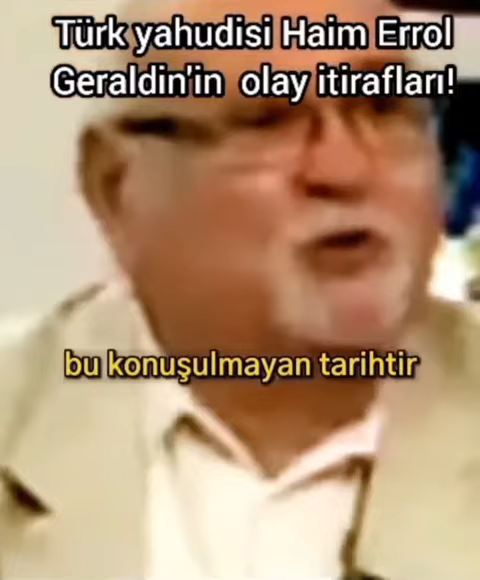 Türk yahudisi Haim Errol
Geraldin'in olay itirafları!
bu konuşulmayan tarihtir